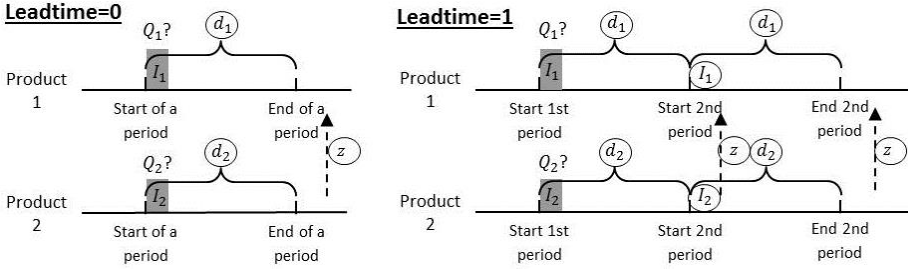 Leadtime=0
Q1?
d1
I1
Product
1
Start of a
period
End of a
period
z
Q2?
d2
I2
Product
2
Start of a
period
End of a
period
Leadtime=1
Q1?
d1
d1
I1
I1
Product
1
Start 1st
period
Start 2nd
period
End 2nd
period
z
z
Q2?
d2
d2
I2
I2
Product
2
Start 1st
period
Start 2nd
period
End 2nd
period